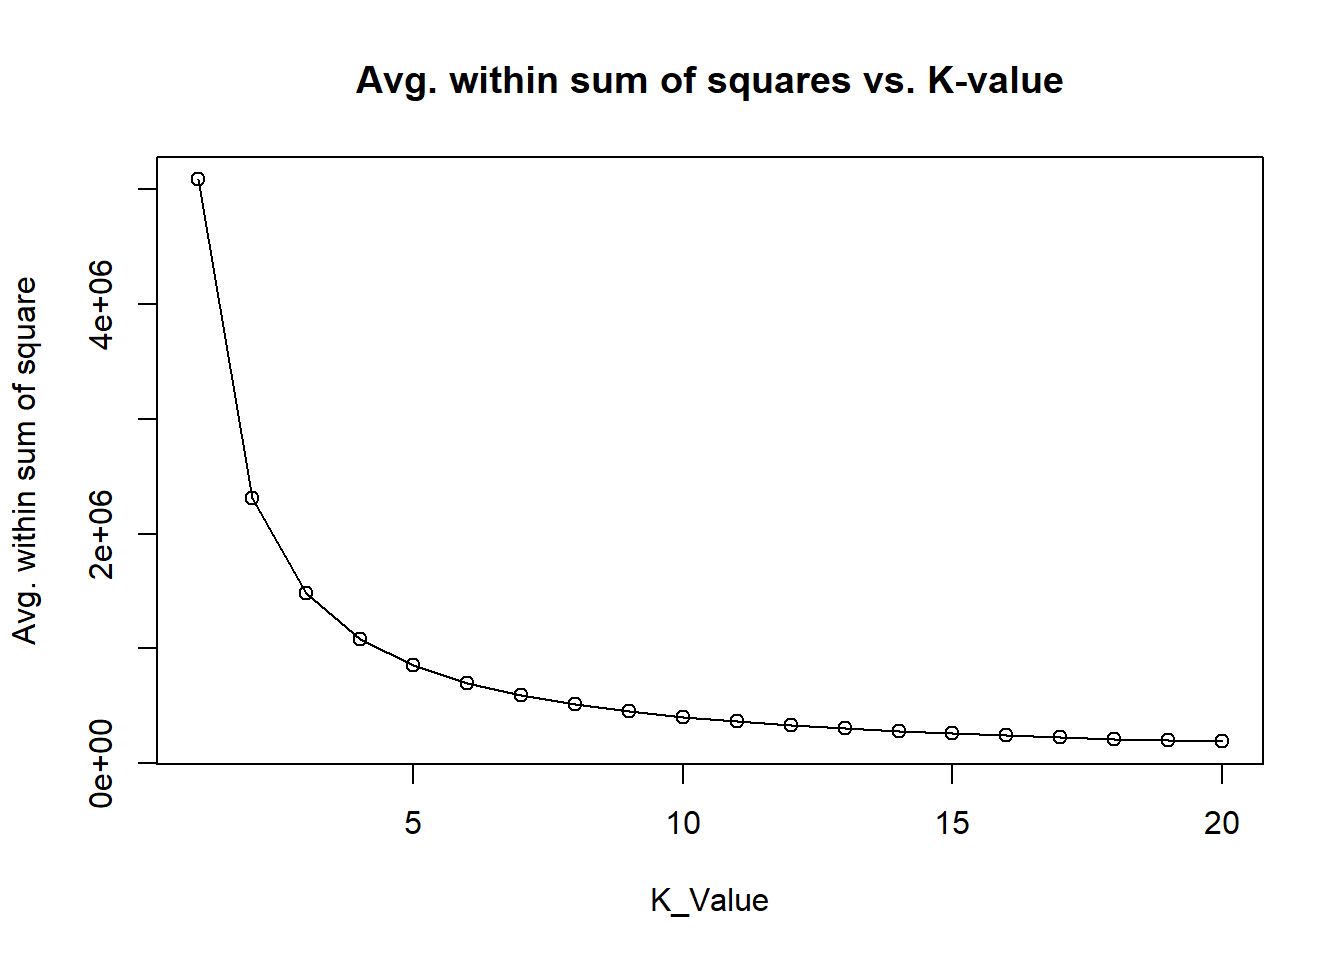 Avg. within sum of squares vs. K-value
Avg. within sum of square
4e+06
2e+06
0e+00
5 10 15 20
K_Value